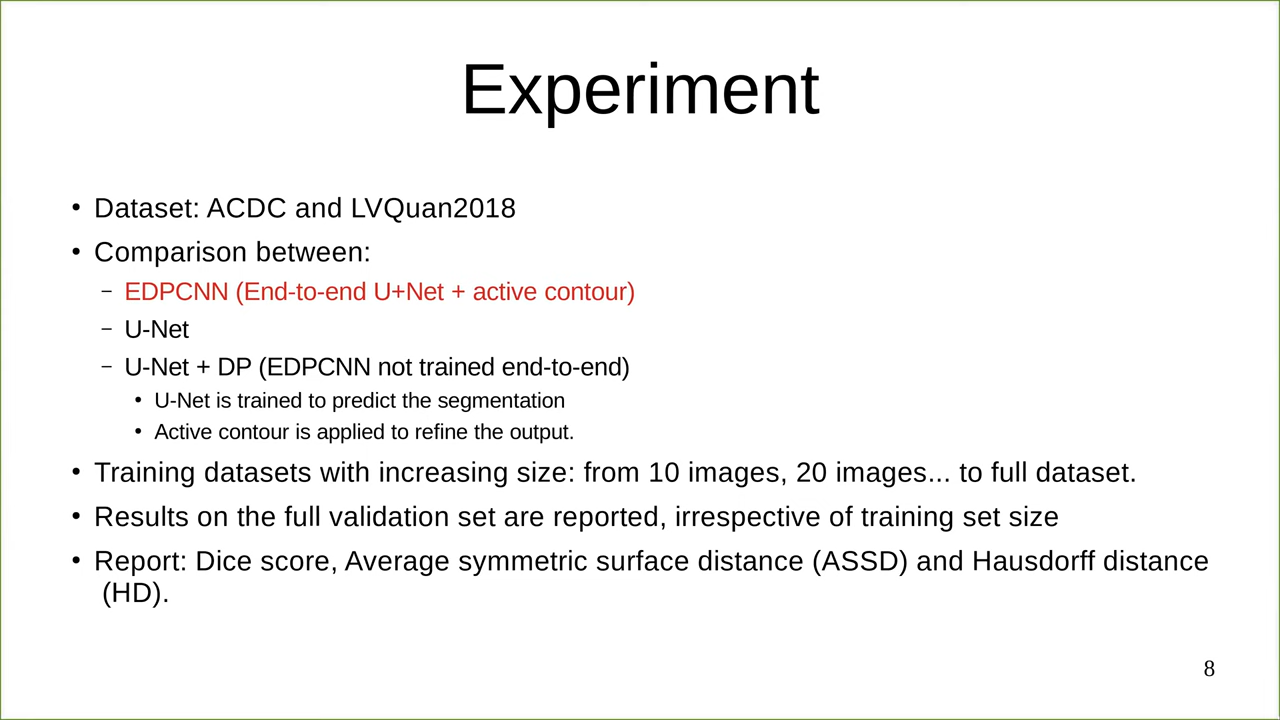 Experiment
• Dataset: ACDC and LVQuan2018
• Comparison between:
– EDPCNN (End-to-end U+Net + active contour)
– U-Net
– U-Net + DP (EDPCNN not trained end-to-end)
• U-Net is trained to predict the segmentation
• Active contour is applied to refine the output.
• Training datasets with increasing size: from 10 images, 20 images... to full dataset.
• Results on the full validation set are reported, irrespective of training set size
• Report: Dice score, Average symmetric surface distance (ASSD) and Hausdorff distance
(HD).
8